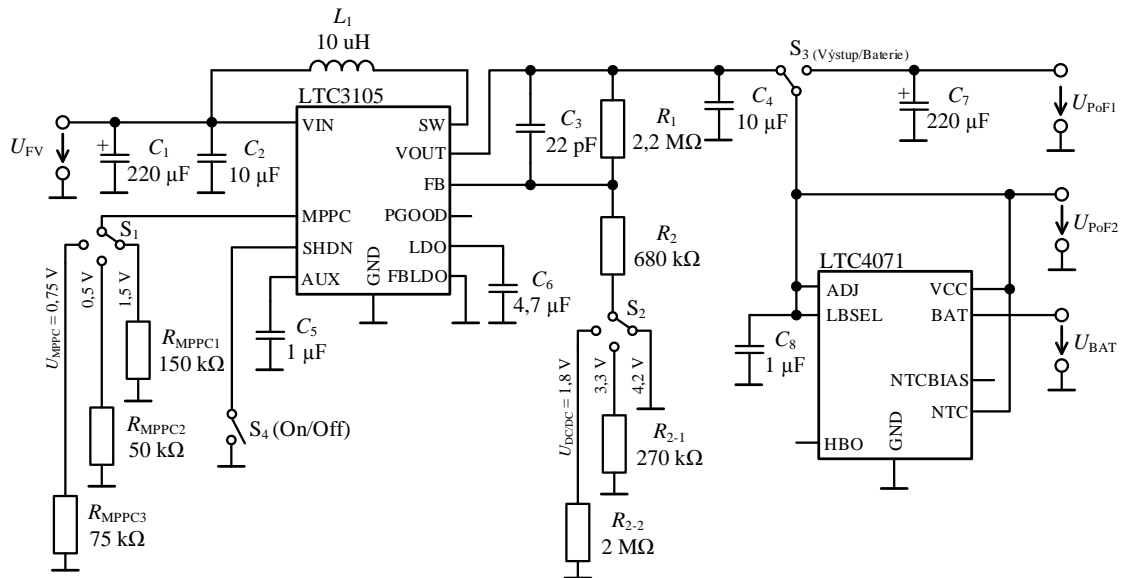 L1
10 uH
S3 (Výstup/Baterie)
LTC3105
VIN
SW
VOUT
FB
MPPC
PGOOD
SHDN
LDO
AUX
GND
FBLDO
UFV
+
C1
220 µF
C2
10 µF
C3
22 pF
R1
2,2 MΩ
C4
10 µF
+
C7
220 µF
UPoF1
UPoF2
UBAT
S1
UMPPC = 0,75 V
0,5 V
1,5 V
RMPPC1
150 kΩ
RMPPC2
50 kΩ
RMPPC3
75 kΩ
C5
1 µF
S4 (On/Off)
C6
4,7 µF
R2
680 kΩ
S2
UDC/DC = 1,8 V
3,3 V
4,2 V
R2-1
270 kΩ
R2-2
2 MΩ
C8
1 µF
LTC4071
ADJ
VCC
LBSEL
BAT
NTCBIAS
NTC
HBO
GND